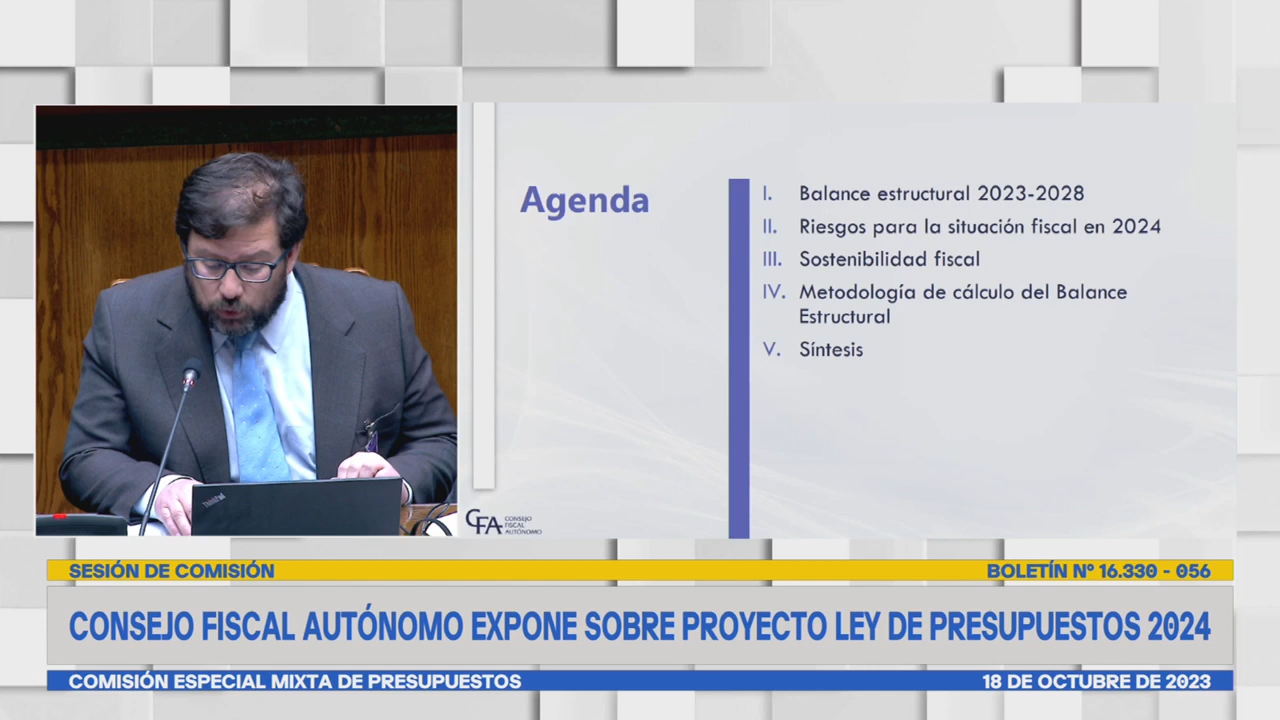 Agenda
I. Balance estructural 2023-2028
II. Riesgos para la situación fiscal en 2024
III. Sostenibilidad fiscal
IV. Metodología de cálculo del Balance
Estructural
V. Síntesis
ThinkPad
CFA
CONSEJO
FISCAL
AUTÓNOMO
SESIÓN DE COMISIÓN
BOLETÍN N° 16.330 - 056
CONSEJO FISCAL AUTÓNOMO EXPONE SOBRE PROYECTO LEY DE PRESUPUESTOS 2024
COMISIÓN ESPECIAL MIXTA DE PRESUPUESTOS
18 DE OCTUBRE DE 2023